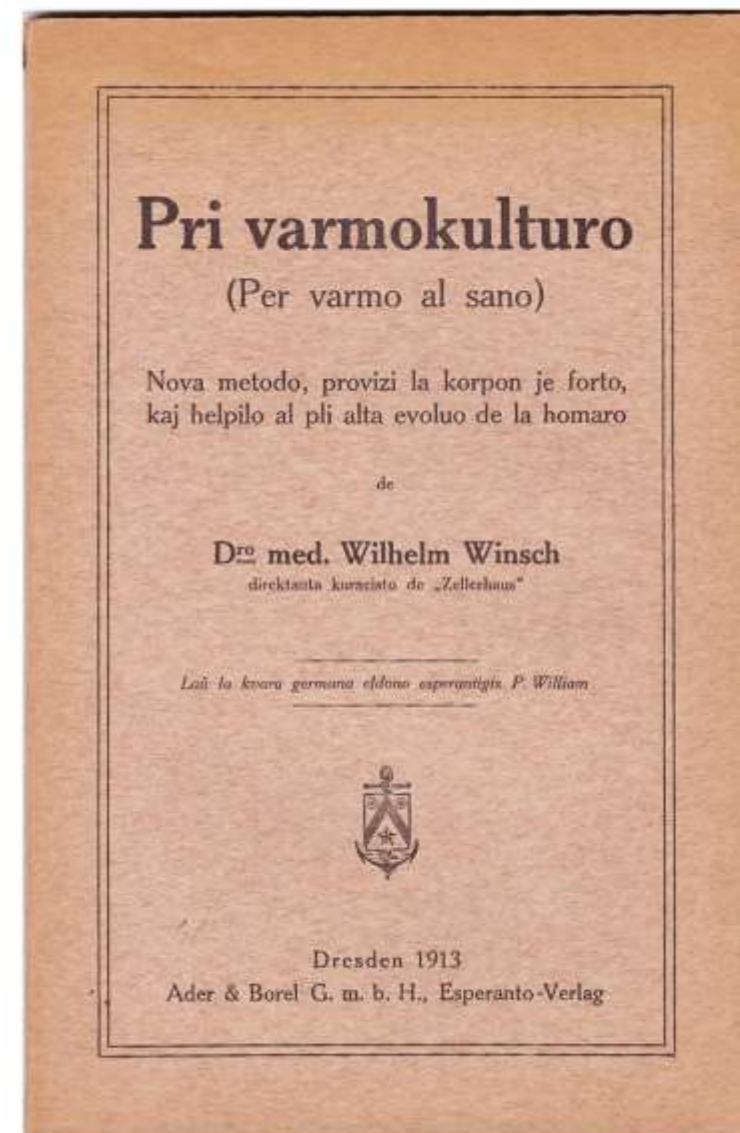 Pri varmokulturo
(Per varmo al sano)
Nova metodo, provizi la korpon je forto,
kaj helpilo al pli alta evoluo de la homaro
de
Dro med. Wilhelm Winsch
direktanta kuracisto de „Zellerhaus“
Laŭ la kvara germana eldono esperantigis P. William
Dresden 1913
Ader & Borel G. m. b. H., Esperanto-Verlag